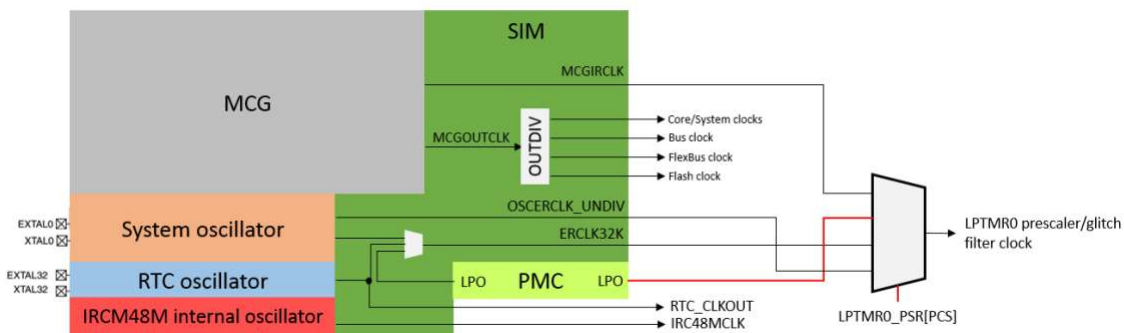 SIM
MCGIRCLK
MCG
Core/System clocks
MCGOUTCLK
OUTDIV
Bus clock
FlexBus clock
Flash clock
EXTAL0
XTAL0
System oscillator
OSCERCLK_UNDIV
ERCLK32K
LPTMR0 prescaler/glitch
filter clock
EXTAL32
XTAL32
RTC oscillator
LPO
PMC
LPO
RTC_CLKOUT
LPTMR0_PSR[PCS]
IRCM48M internal oscillator
IRC48MCLK